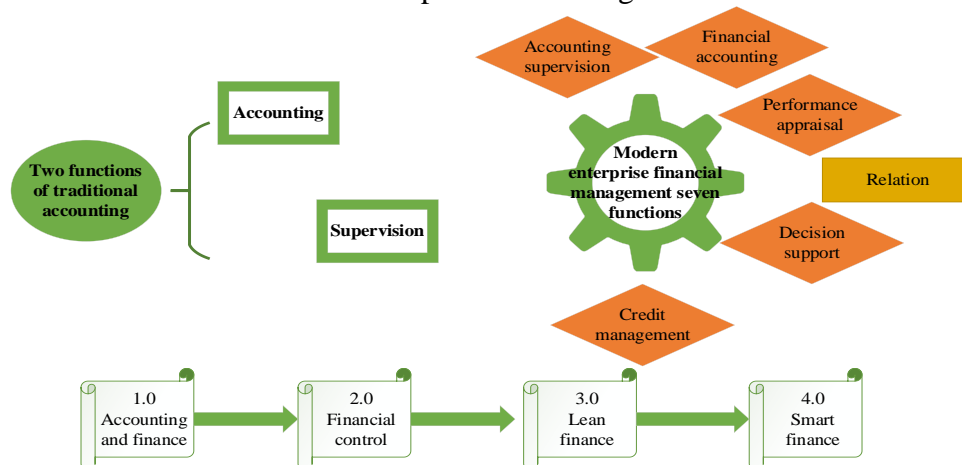 Two functions
of traditional
accounting
Accounting
Supervision
Accounting
supervision
Financial
accounting
Performance
appraisal
Relation
Decision
support
Credit
management
Modern
enterprise financial
management seven
functions
1.0
Accounting
and finance
2.0
Financial
control
3.0
Lean
finance
4.0
Smart
finance